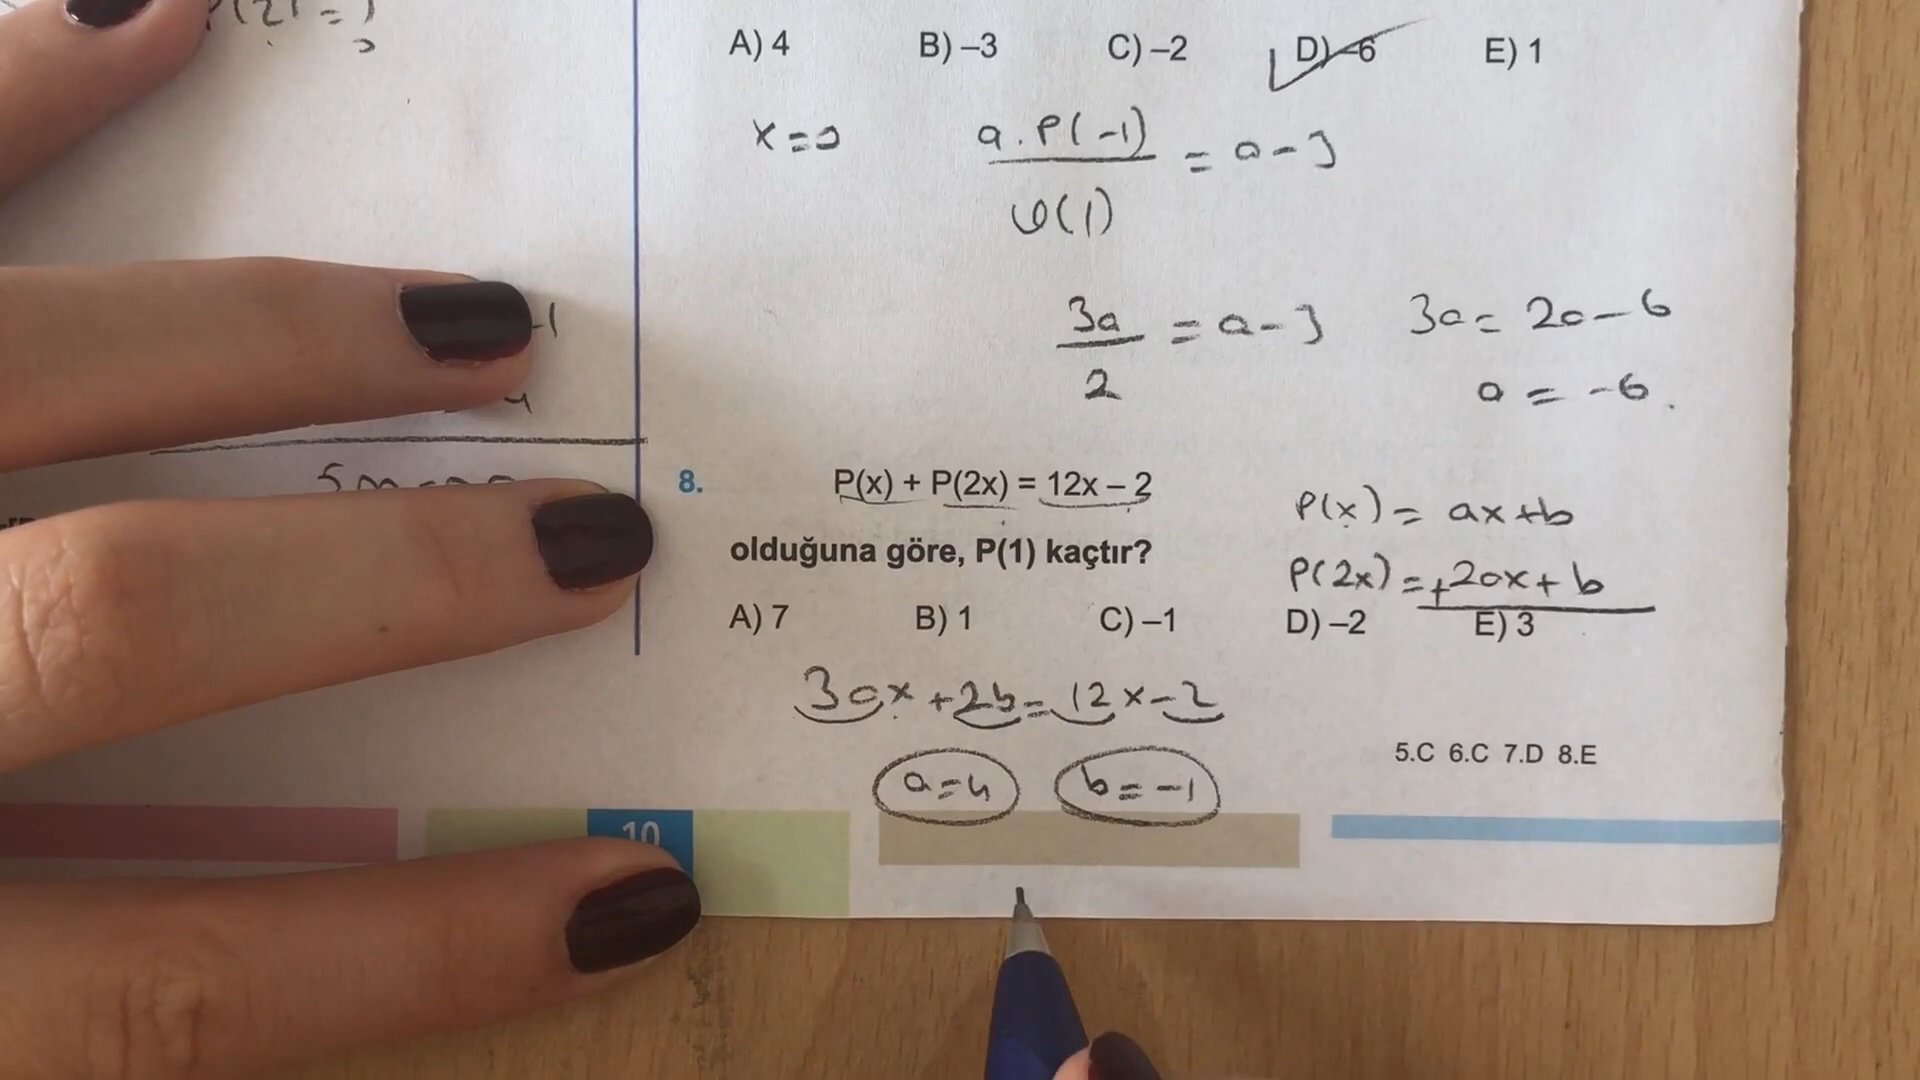 A) 4 B) –3 C) –2 D) –6 E) 1
x = 0 a . P(-1) / Q(1) = a - 3
3a / 2 = a - 3 3a = 2a - 6
a = -6 .
8. P(x) + P(2x) = 12x – 2
P(x) = ax+b
olduğuna göre, P(1) kaçtır?
P(2x) = + 2ax + b
A) 7 B) 1 C) –1 D) –2 E) 3
3ax + 2b = 12x - 2
5.C 6.C 7.D 8.E
a = 4 b = -1
10